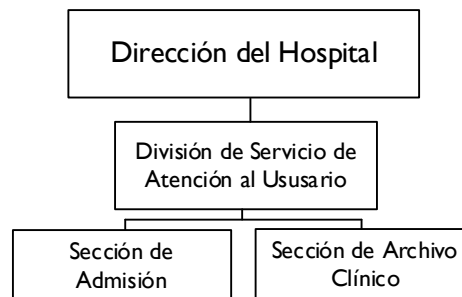 Dirección del Hospital
División de Servicio de
Atención al Ususario
Sección de
Admisión
Sección de Archivo
Clínico